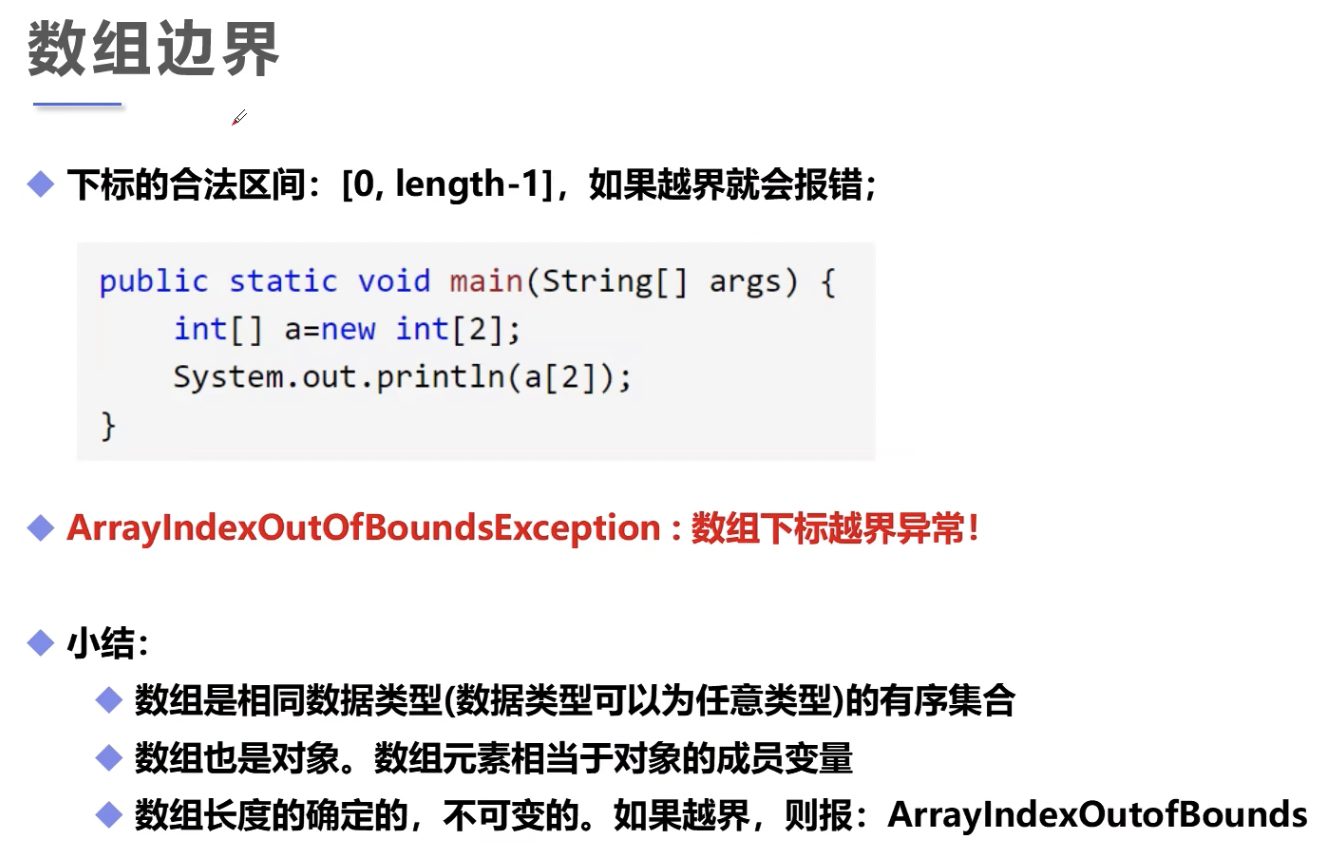 数组边界
下标的合法区间：[0, length-1]，如果越界就会报错；
public static void main(String[] args) {
    int[] a=new int[2];
    System.out.println(a[2]);
}
ArrayIndexOutOfBoundsException : 数组下标越界异常！
小结：
数组是相同数据类型(数据类型可以为任意类型)的有序集合
数组也是对象。数组元素相当于对象的成员变量
数组长度的确定的，不可变的。如果越界，则报：ArrayIndexOutofBounds